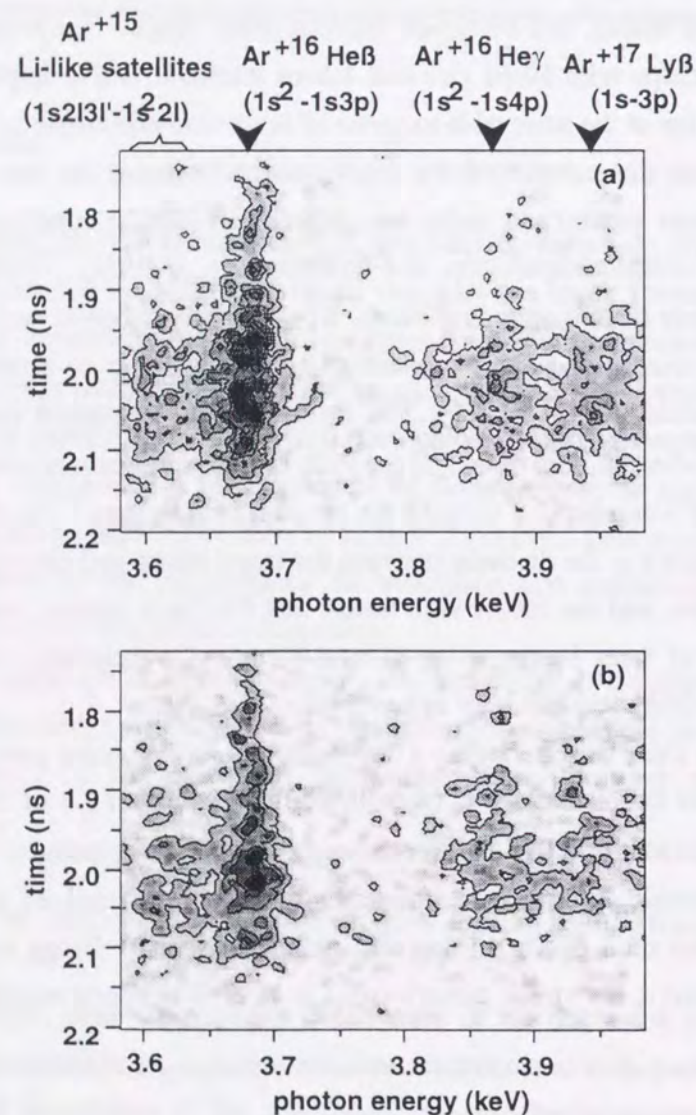 Ar+15
Li-like satellites
(1s2l3l'-1s²2l)
Ar+16 Heß
(1s²-1s3p)
Ar+16 Heγ
(1s²-1s4p)
Ar+17 Lyß
(1s-3p)
(a)
time (ns)
1.8
1.9
2.0
2.1
2.2
3.6
3.7
3.8
3.9
photon energy (keV)
(b)
time (ns)
1.8
1.9
2.0
2.1
2.2
3.6
3.7
3.8
3.9
photon energy (keV)